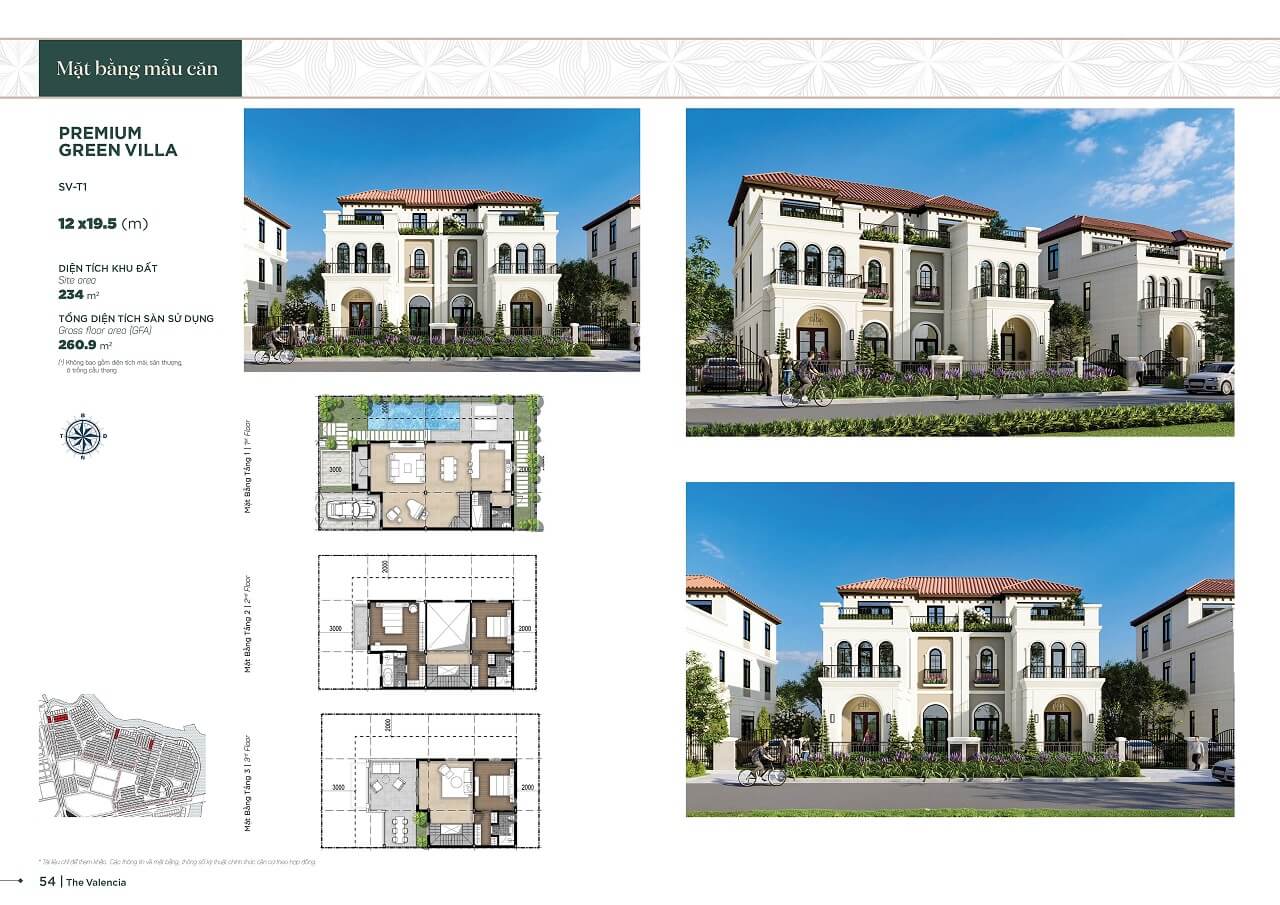 Mặt bằng mẫu căn
PREMIUM
GREEN VILLA
SV-T1
12 x19.5 (m)
DIỆN TÍCH KHU ĐẤT
Site area
234 m²
TỔNG DIỆN TÍCH SÀN SỬ DỤNG
Gross floor area (GFA)
260.9 m²
(*) Không bao gồm diện tích mái, sân thượng,
ô trống cầu thang.
B
T
Đ
N
Mặt Bằng Tầng 1 | 1st Floor
2000
3000
2000
Mặt Bằng Tầng 2 | 2nd Floor
2000
3000
2000
Mặt Bằng Tầng 3 | 3rd Floor
2000
3000
2000
* Tài liệu chỉ để tham khảo. Các thông tin về mặt bằng, thông số kỹ thuật chính thức căn cứ theo hợp đồng.
54 | The Valencia